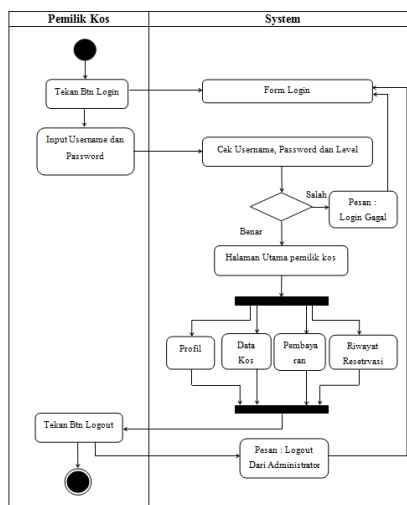 Pemilik Kos
System
Tekan Btn Login
Form Login
Input Username dan
Password
Cek Username, Password dan Level
Salah
Pesan :
Login Gagal
Benar
Halaman Utama pemilik kos
Profil
Data
Kos
Pembaya
ran
Riwayat
Resetrvasi
Tekan Btn Logout
Pesan : Logout
Dari Administrator